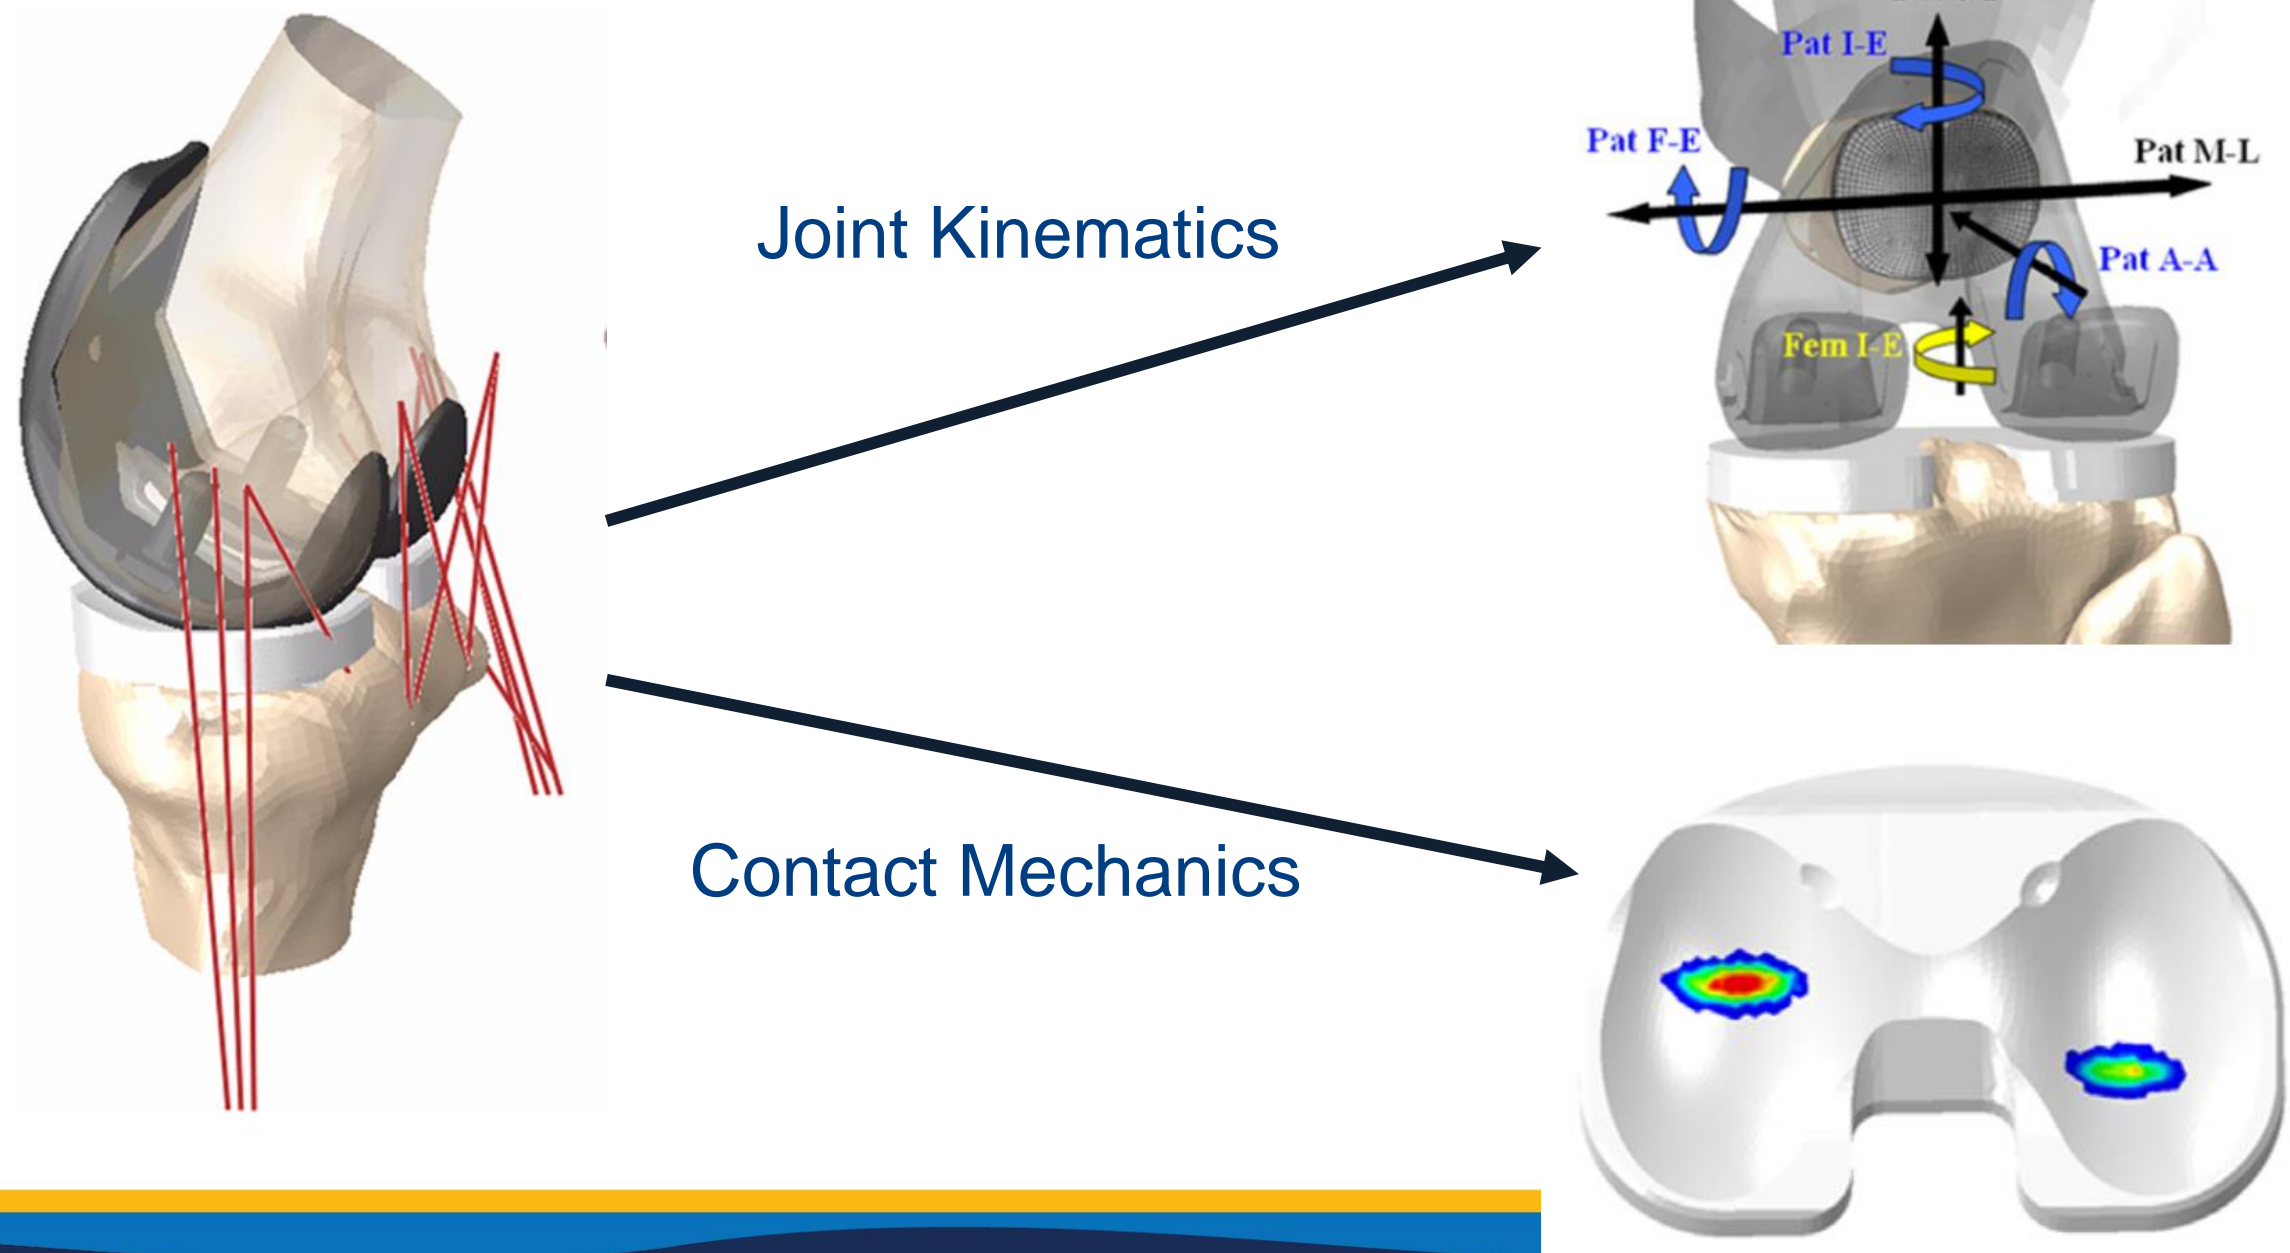 Pat I-E
Pat F-E
Pat M-L
Joint Kinematics
Pat A-A
Fem I-E
Contact Mechanics